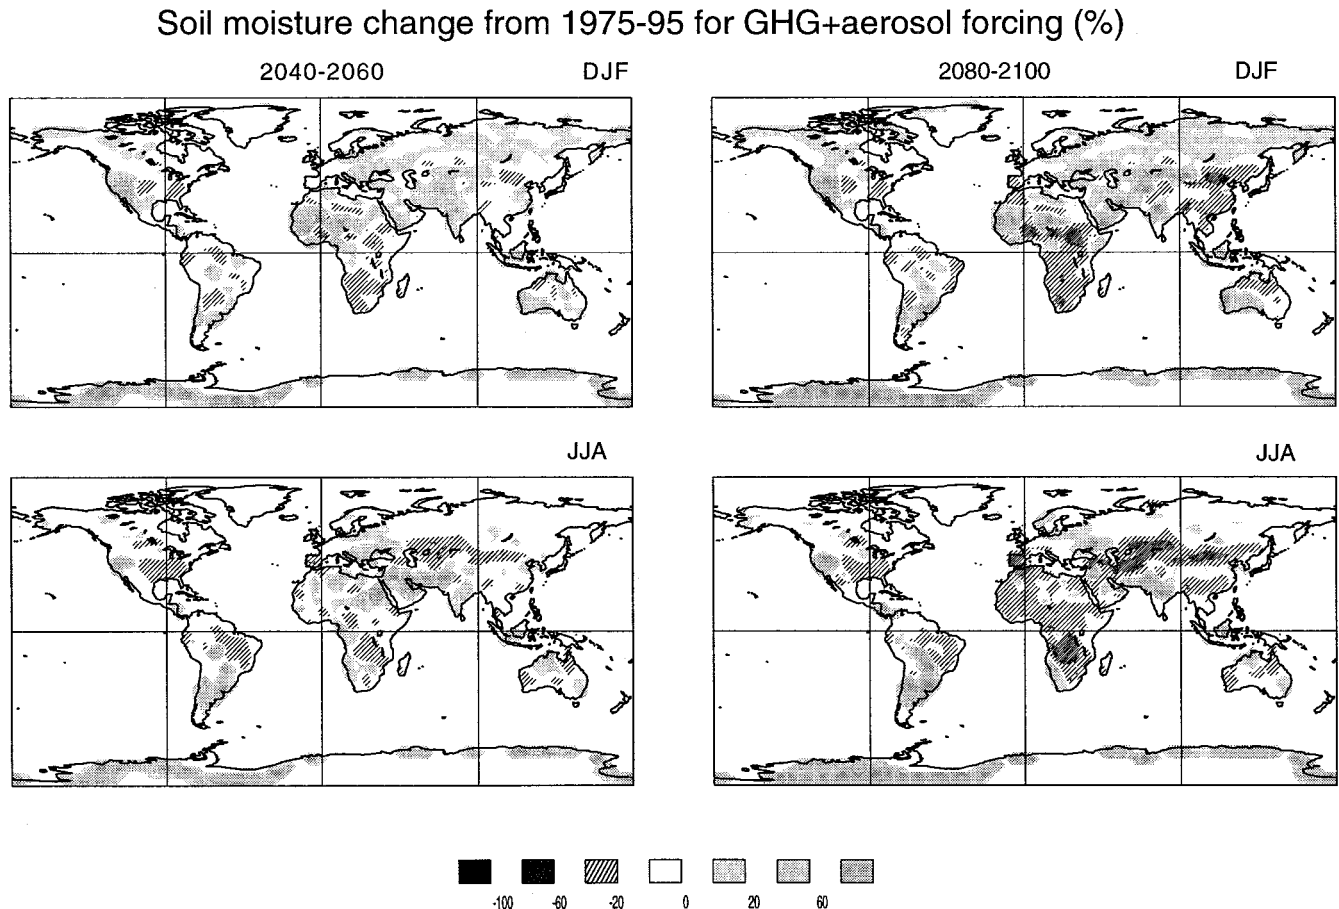 Soil moisture change from 1975-95 for GHG+aerosol forcing (%)
2040-2060 DJF
2080-2100 DJF
JJA
JJA
-100 -60 -20 0 20 60